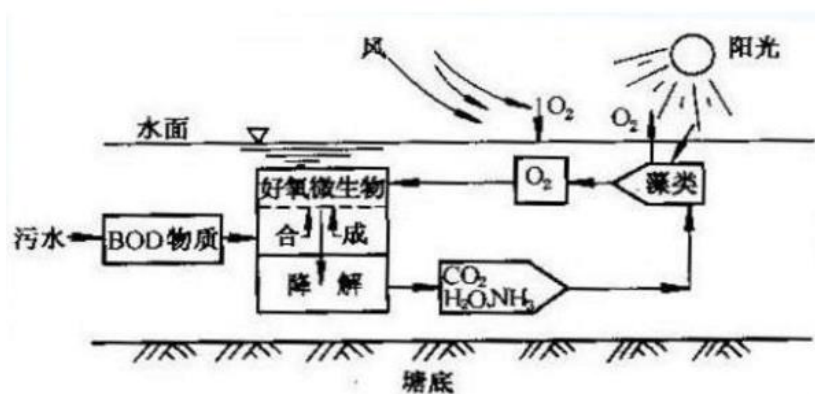 风
阳光
O₂
O₂
水面
好氧微生物
O₂
藻类
污水
BOD物质
合成
降解
CO₂
H₂O,NH₃
塘底